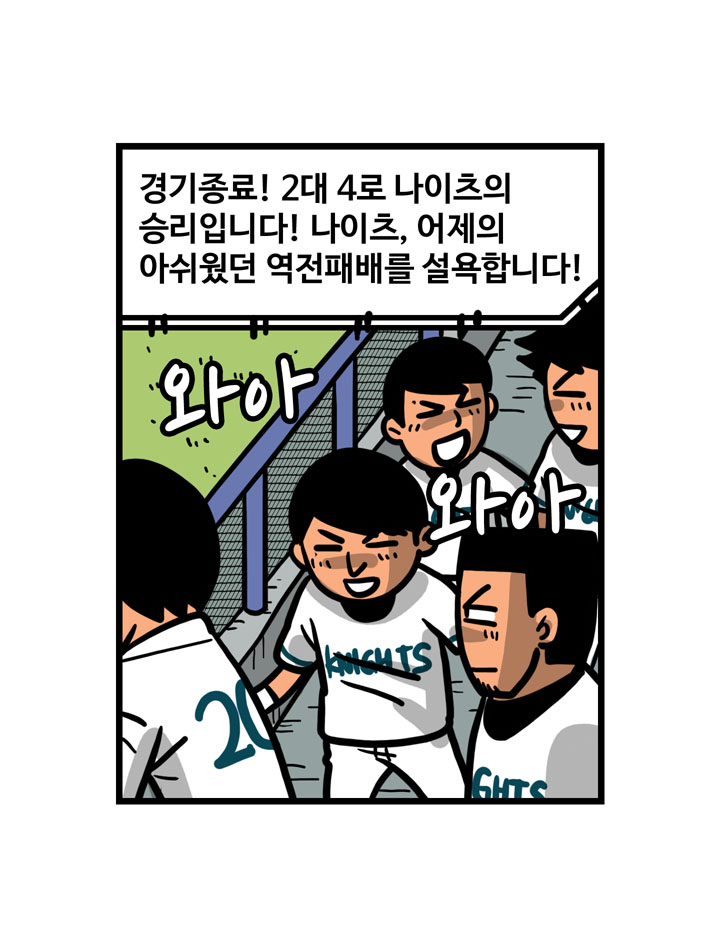 경기종료! 2대 4로 나이츠의
승리입니다! 나이츠, 어제의
아쉬웠던 역전패배를 설욕합니다!
와아
와아
KNIGHTS
20
GHTS